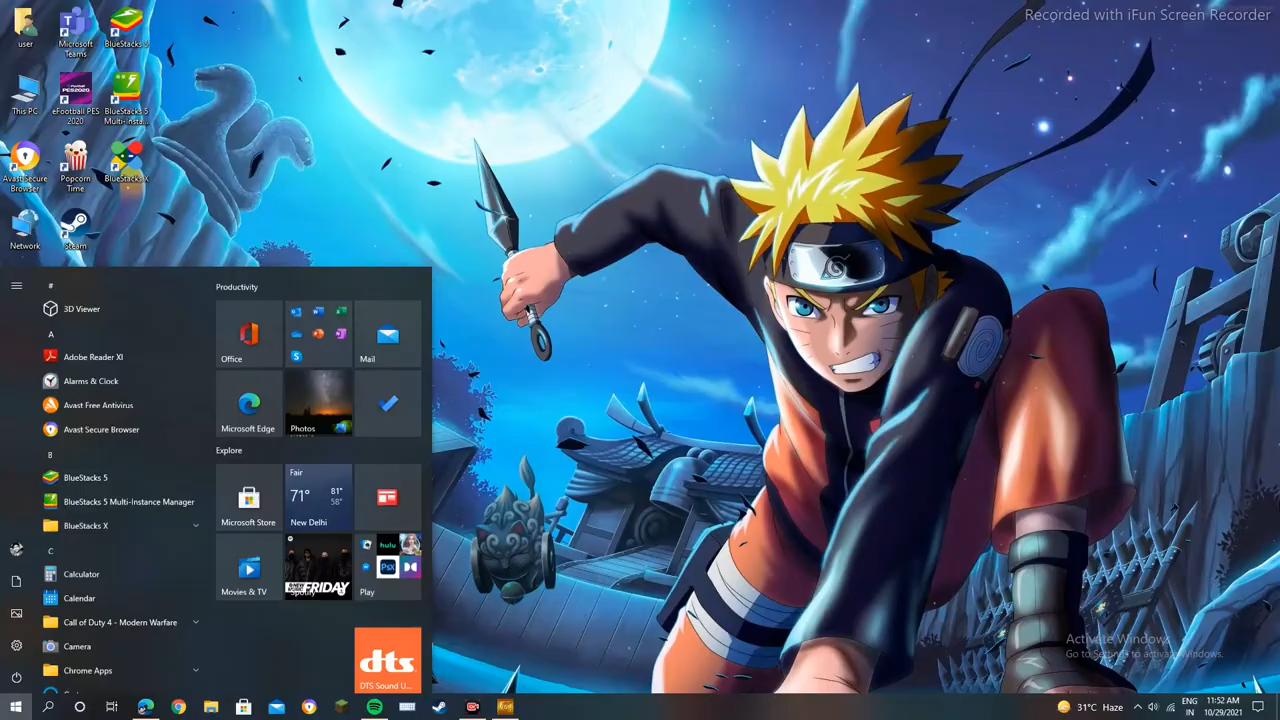 Recorded with iFun Screen Recorder
user
Microsoft
Teams
BlueStacks 5
This PC
eFootball PES
2020
BlueStacks 5
Multi-Insta...
Avast Secure
Browser
Popcorn
Time
BlueStacks X
Network
Steam
#
3D Viewer
A
Adobe Reader XI
Alarms & Clock
Avast Free Antivirus
Avast Secure Browser
B
BlueStacks 5
BlueStacks 5 Multi-Instance Manager
BlueStacks X
C
Calculator
Calendar
Call of Duty 4 - Modern Warfare
Camera
Chrome Apps
Productivity
Office
Mail
Microsoft Edge
Photos
Explore
Microsoft Store
Fair
71°
81°
58°
New Delhi
Movies & TV
FRIDAY
Spotify
hulu
Play
dts
DTS Sound U...
Activate Windows
Go to Settings to activate Windows.
31°C Haze
ENG
IN
11:52 AM
10/29/2021